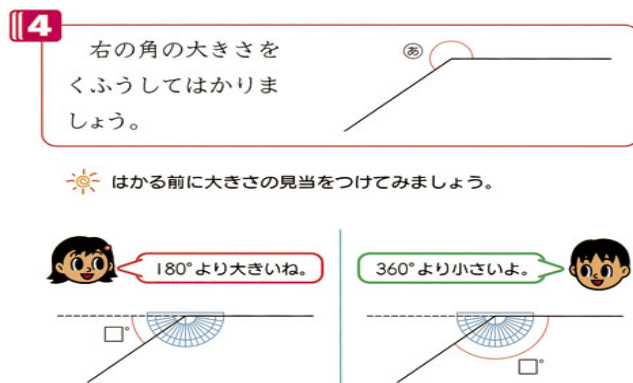 4
右の角の大きさを
くふうしてはかりま
しょう。
あ
はかる前に大きさの見当をつけてみましょう。
180°より大きいね。
360°より小さいよ。
□°
□°